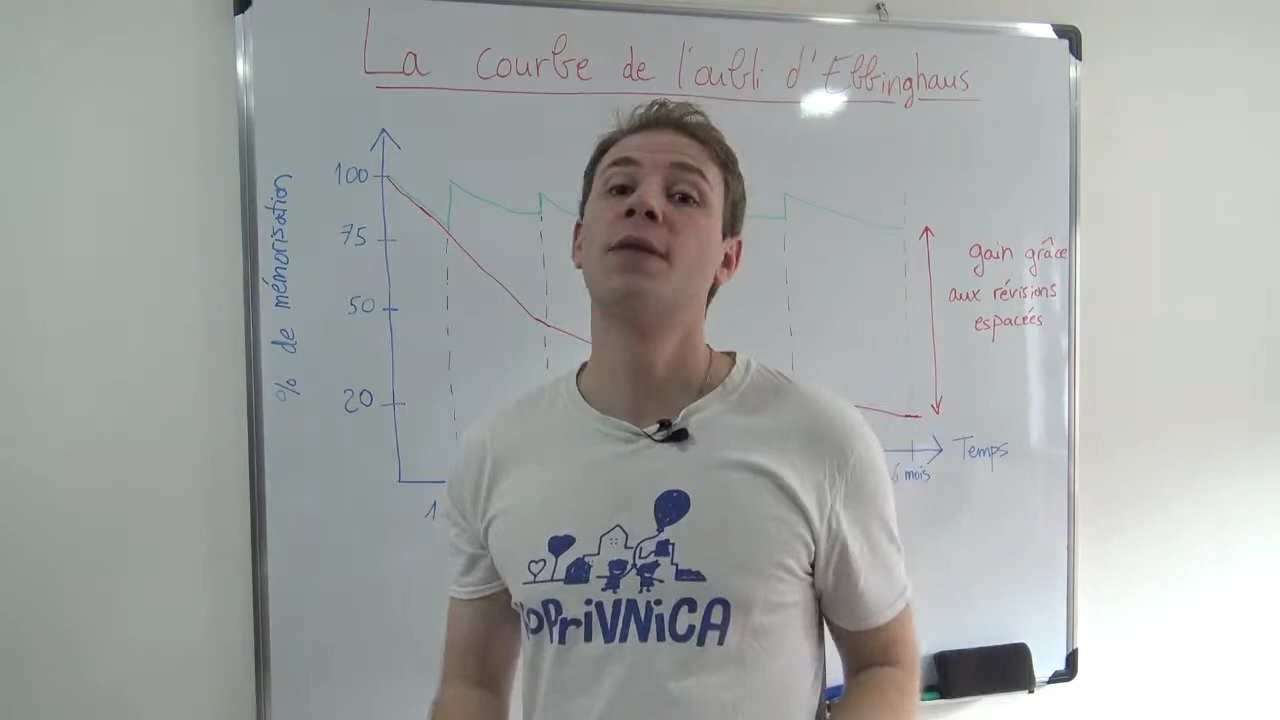 La courbe de l'oubli d'Ebbinghaus
% de mémorisation
100
75
50
20
1
gain grâce
aux révisions
espacées
Temps
6 mois